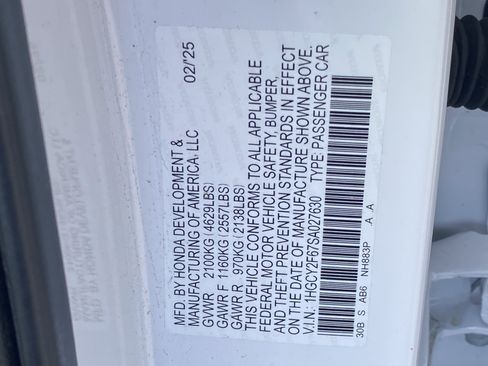 MFD. BY HONDA DEVELOPMENT &
MANUFACTURING OF AMERICA, LLC 02/'25
GVWR 2100KG (4629LBS)
GAWR F 1160KG (2557LBS)
GAWR R 970KG (2138LBS)
THIS VEHICLE CONFORMS TO ALL APPLICABLE
FEDERAL MOTOR VEHICLE SAFETY, BUMPER,
AND THEFT PREVENTION STANDARDS IN EFFECT
ON THE DATE OF MANUFACTURE SHOWN ABOVE.
V.I.N.: 1HGCY2F67SA027630 TYPE: PASSENGER CAR
30B S AB6 NH883P A A